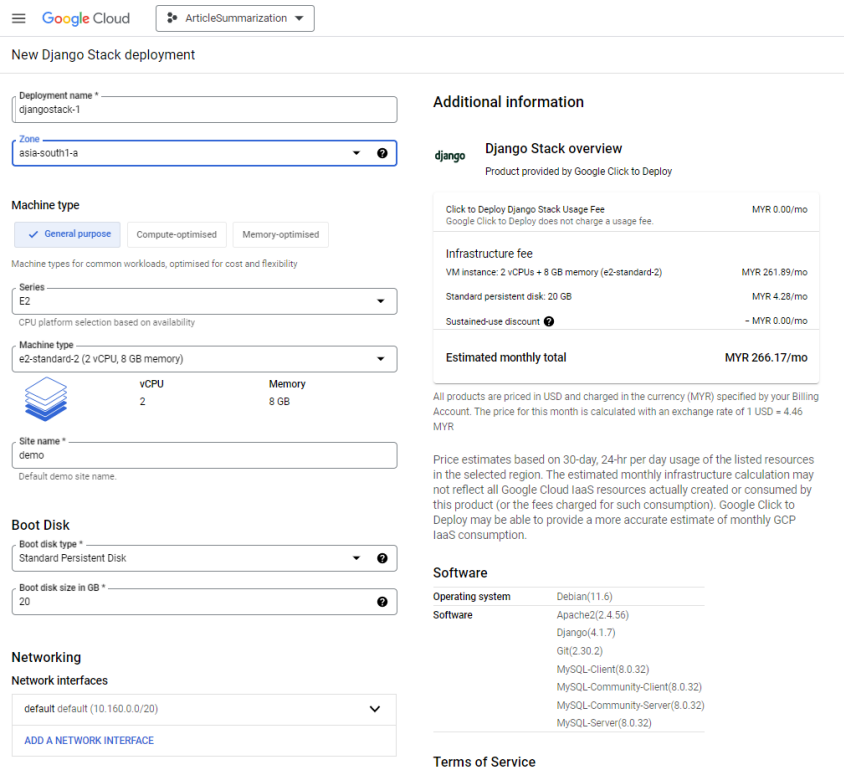 Google Cloud
ArticleSummarization
New Django Stack deployment
Deployment name *
djangostack-1
Zone
asia-south1-a
Machine type
General purpose
Compute-optimised
Memory-optimised
Machine types for common workloads, optimised for cost and flexibility
Series
E2
CPU platform selection based on availability
Machine type
e2-standard-2 (2 vCPU, 8 GB memory)
vCPU
Memory
2
8 GB
Site name *
demo
Default demo site name.
Boot Disk
Boot disk type *
Standard Persistent Disk
Boot disk size in GB *
20
Networking
Network interfaces
default default (10.160.0.0/20)
ADD A NETWORK INTERFACE
Additional information
django
Django Stack overview
Product provided by Google Click to Deploy
Click to Deploy Django Stack Usage Fee MYR 0.00/mo
Google Click to Deploy does not charge a usage fee.
Infrastructure fee
VM instance: 2 vCPUs + 8 GB memory (e2-standard-2) MYR 261.89/mo
Standard persistent disk: 20 GB MYR 4.28/mo
Sustained-use discount − MYR 0.00/mo
Estimated monthly total MYR 266.17/mo
All products are priced in USD and charged in the currency (MYR) specified by your Billing
Account. The price for this month is calculated with an exchange rate of 1 USD = 4.46
MYR
Price estimates based on 30-day, 24-hr per day usage of the listed resources
in the selected region. The estimated monthly infrastructure calculation may
not reflect all Google Cloud IaaS resources actually created or consumed by
this product (or the fees charged for such consumption). Google Click to
Deploy may be able to provide a more accurate estimate of monthly GCP
IaaS consumption.
Software
Operating system Debian(11.6)
Software Apache2(2.4.56)
Django(4.1.7)
Git(2.30.2)
MySQL-Client(8.0.32)
MySQL-Community-Client(8.0.32)
MySQL-Community-Server(8.0.32)
MySQL-Server(8.0.32)
Terms of Service